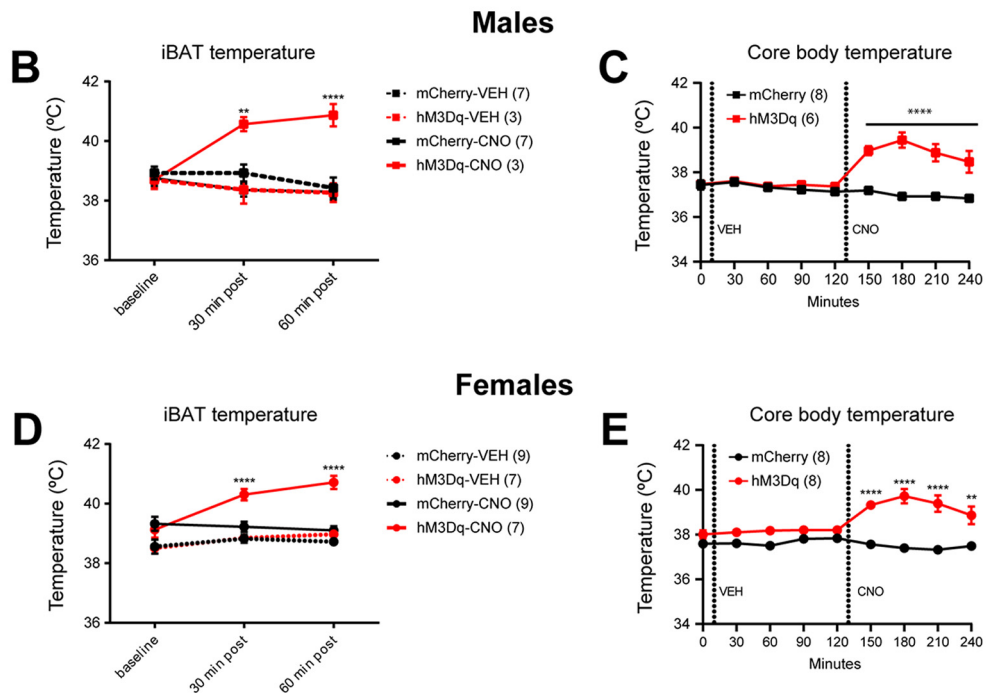 Males
B
iBAT temperature
Temperature (ºC)
42
40
38
36
baseline
30 min post
60 min post
**
****
mCherry-VEH (7)
hM3Dq-VEH (3)
mCherry-CNO (7)
hM3Dq-CNO (3)
C
Core body temperature
Temperature (ºC)
42
40
38
36
34
mCherry (8)
hM3Dq (6)
****
VEH
CNO
0 30 60 90 120 150 180 210 240
Minutes
Females
D
iBAT temperature
Temperature (ºC)
42
40
38
36
baseline
30 min post
60 min post
****
****
mCherry-VEH (9)
hM3Dq-VEH (7)
mCherry-CNO (9)
hM3Dq-CNO (7)
E
Core body temperature
Temperature (ºC)
42
40
38
36
34
mCherry (8)
hM3Dq (8)
**** **** **** **
VEH
CNO
0 30 60 90 120 150 180 210 240
Minutes